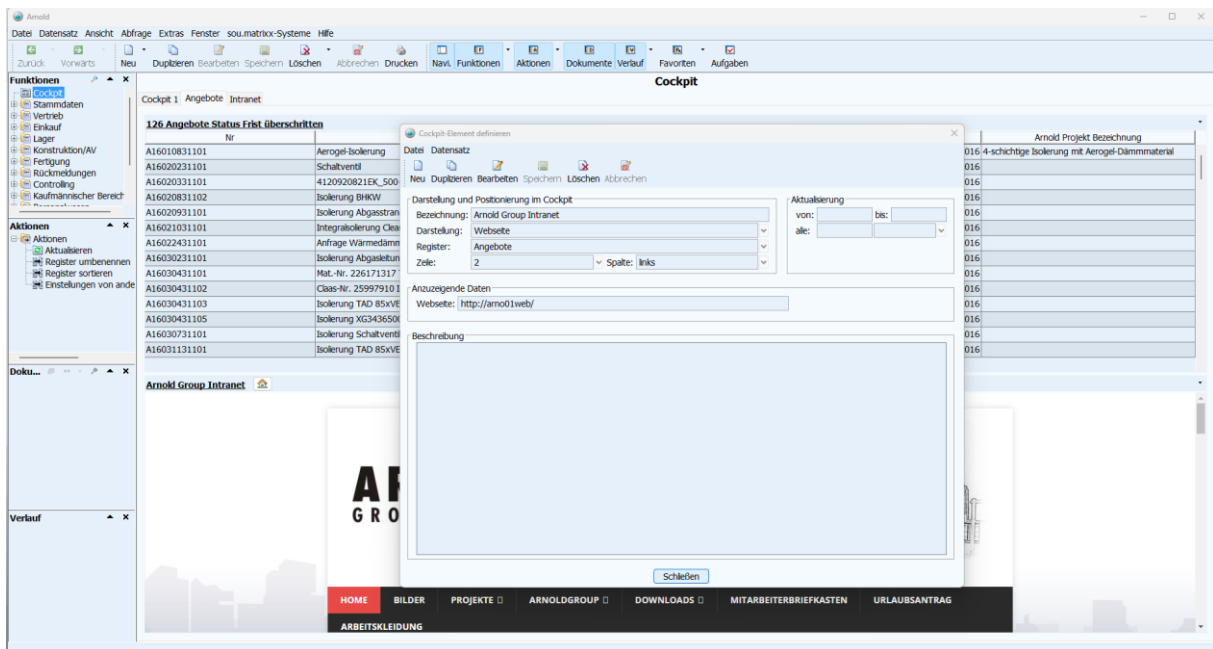 Arnold
Datei Datensatz Ansicht Abfrage Extras Fenster sou.matrixx-Systeme Hilfe
Zurück Vorwärts Neu Duplizieren Bearbeiten Speichern Löschen Abbrechen Drucken Navi. Funktionen Aktionen Dokumente Verlauf Favoriten Aufgaben
Funktionen
Cockpit
Stammdaten
Vertrieb
Einkauf
Lager
Konstruktion/AV
Fertigung
Rückmeldungen
Controlling
Kaufmännischer Bereich
Aktionen
Aktionen
Aktualisieren
Register umbenennen
Register sortieren
Einstellungen von ande
Doku...
Verlauf
Cockpit
Cockpit 1 Angebote Intranet
126 Angebote Status Frist überschritten
Nr Arnold Projekt Bezeichnung
A16010831101 Aerogel-Isolierung 016 4-schichtige Isolierung mit Aerogel-Dämmmaterial
A16020231101 Schaltventil 016
A16020331101 4120920821EK_500 016
A16020831102 Isolierung BHKW 016
A16020931101 Isolierung Abgasstran 016
A16021031101 Integralsolierung Clea 016
A16022431101 Anfrage Wärmedämm 016
A16030231101 Isolierung Abgasleitun 016
A16030431101 Mat.-Nr. 226171317 016
A16030431102 Claas-Nr. 25997910 I 016
A16030431103 Isolierung TAD 85xVE 016
A16030431105 Isolierung XG3436500 016
A16030731101 Isolierung Schaltventi 016
A16031131101 Isolierung TAD 85xVE 016
Cockpit-Element definieren
Datei Datensatz
Neu Duplizieren Bearbeiten Speichern Löschen Abbrechen
Darstellung und Positionierung im Cockpit
Bezeichnung: Arnold Group Intranet
Darstellung: Webseite
Register: Angebote
Zeile: 2 Spalte: links
Aktualisierung
von: bis:
alle:
Anzuzeigende Daten
Webseite: http://arno01web/
Beschreibung
Schließen
Arnold Group Intranet
AR
GRO
HOME BILDER PROJEKTE ARNOLDGROUP DOWNLOADS MITARBEITERBRIEFKASTEN URLAUBSANTRAG
ARBEITSKLEIDUNG